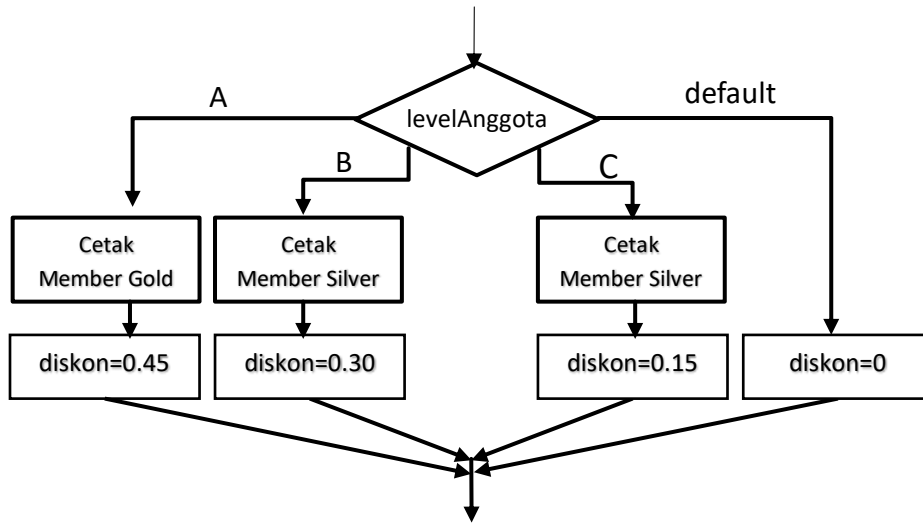 A
levelAnggota
default
B
C
Cetak
Member Gold
Cetak
Member Silver
Cetak
Member Silver
diskon=0.45
diskon=0.30
diskon=0.15
diskon=0